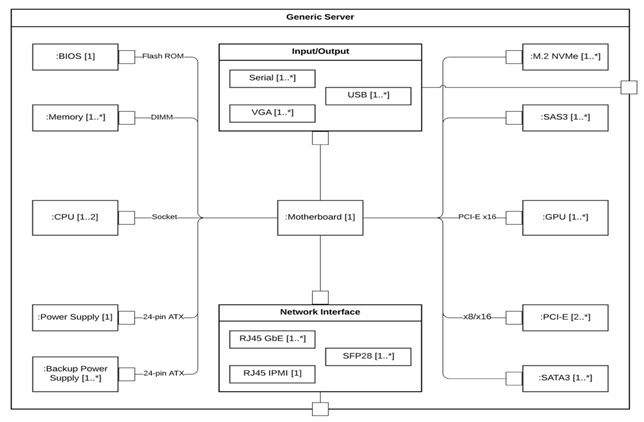 Generic Server
:BIOS [1]
Flash ROM
Input/Output
Serial [1..*]
USB [1..*]
VGA [1..*]
:M.2 NVMe [1..*]
:Memory [1..*]
DIMM
:SAS3 [1..*]
:CPU [1..2]
Socket
:Motherboard [1]
PCI-E x16
:GPU [1..*]
:Power Supply [1]
24-pin ATX
Network Interface
RJ45 GbE [1..*]
SFP28 [1..*]
RJ45 IPMI [1]
x8/x16
:PCI-E [2..*]
:Backup Power
Supply [1..*]
24-pin ATX
:SATA3 [1..*]